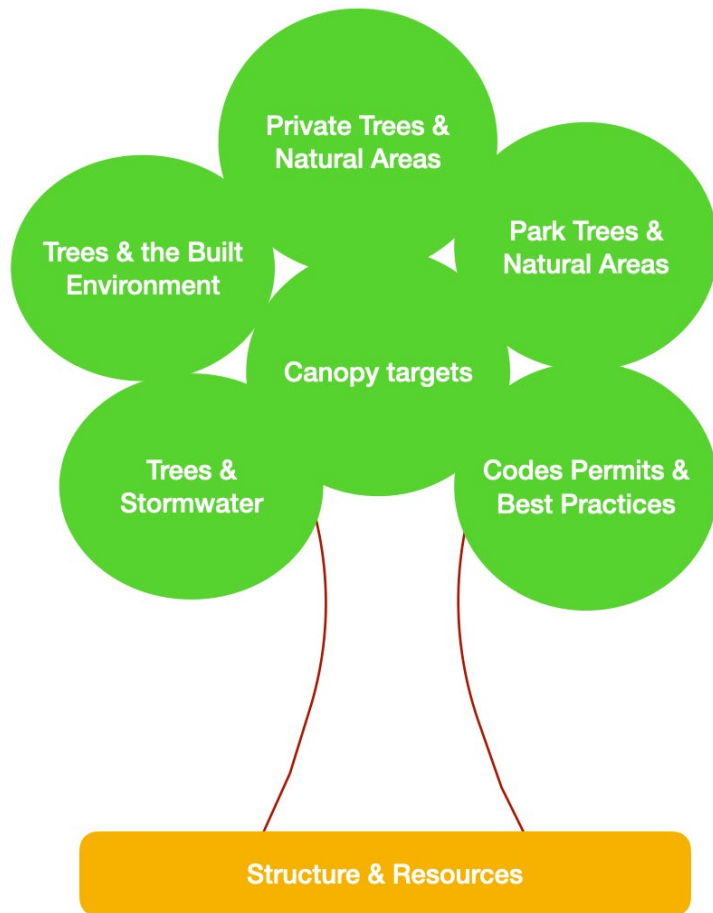 Private Trees &
Natural Areas
Trees & the Built
Environment
Park Trees &
Natural Areas
Canopy targets
Trees &
Stormwater
Codes Permits &
Best Practices
Structure & Resources